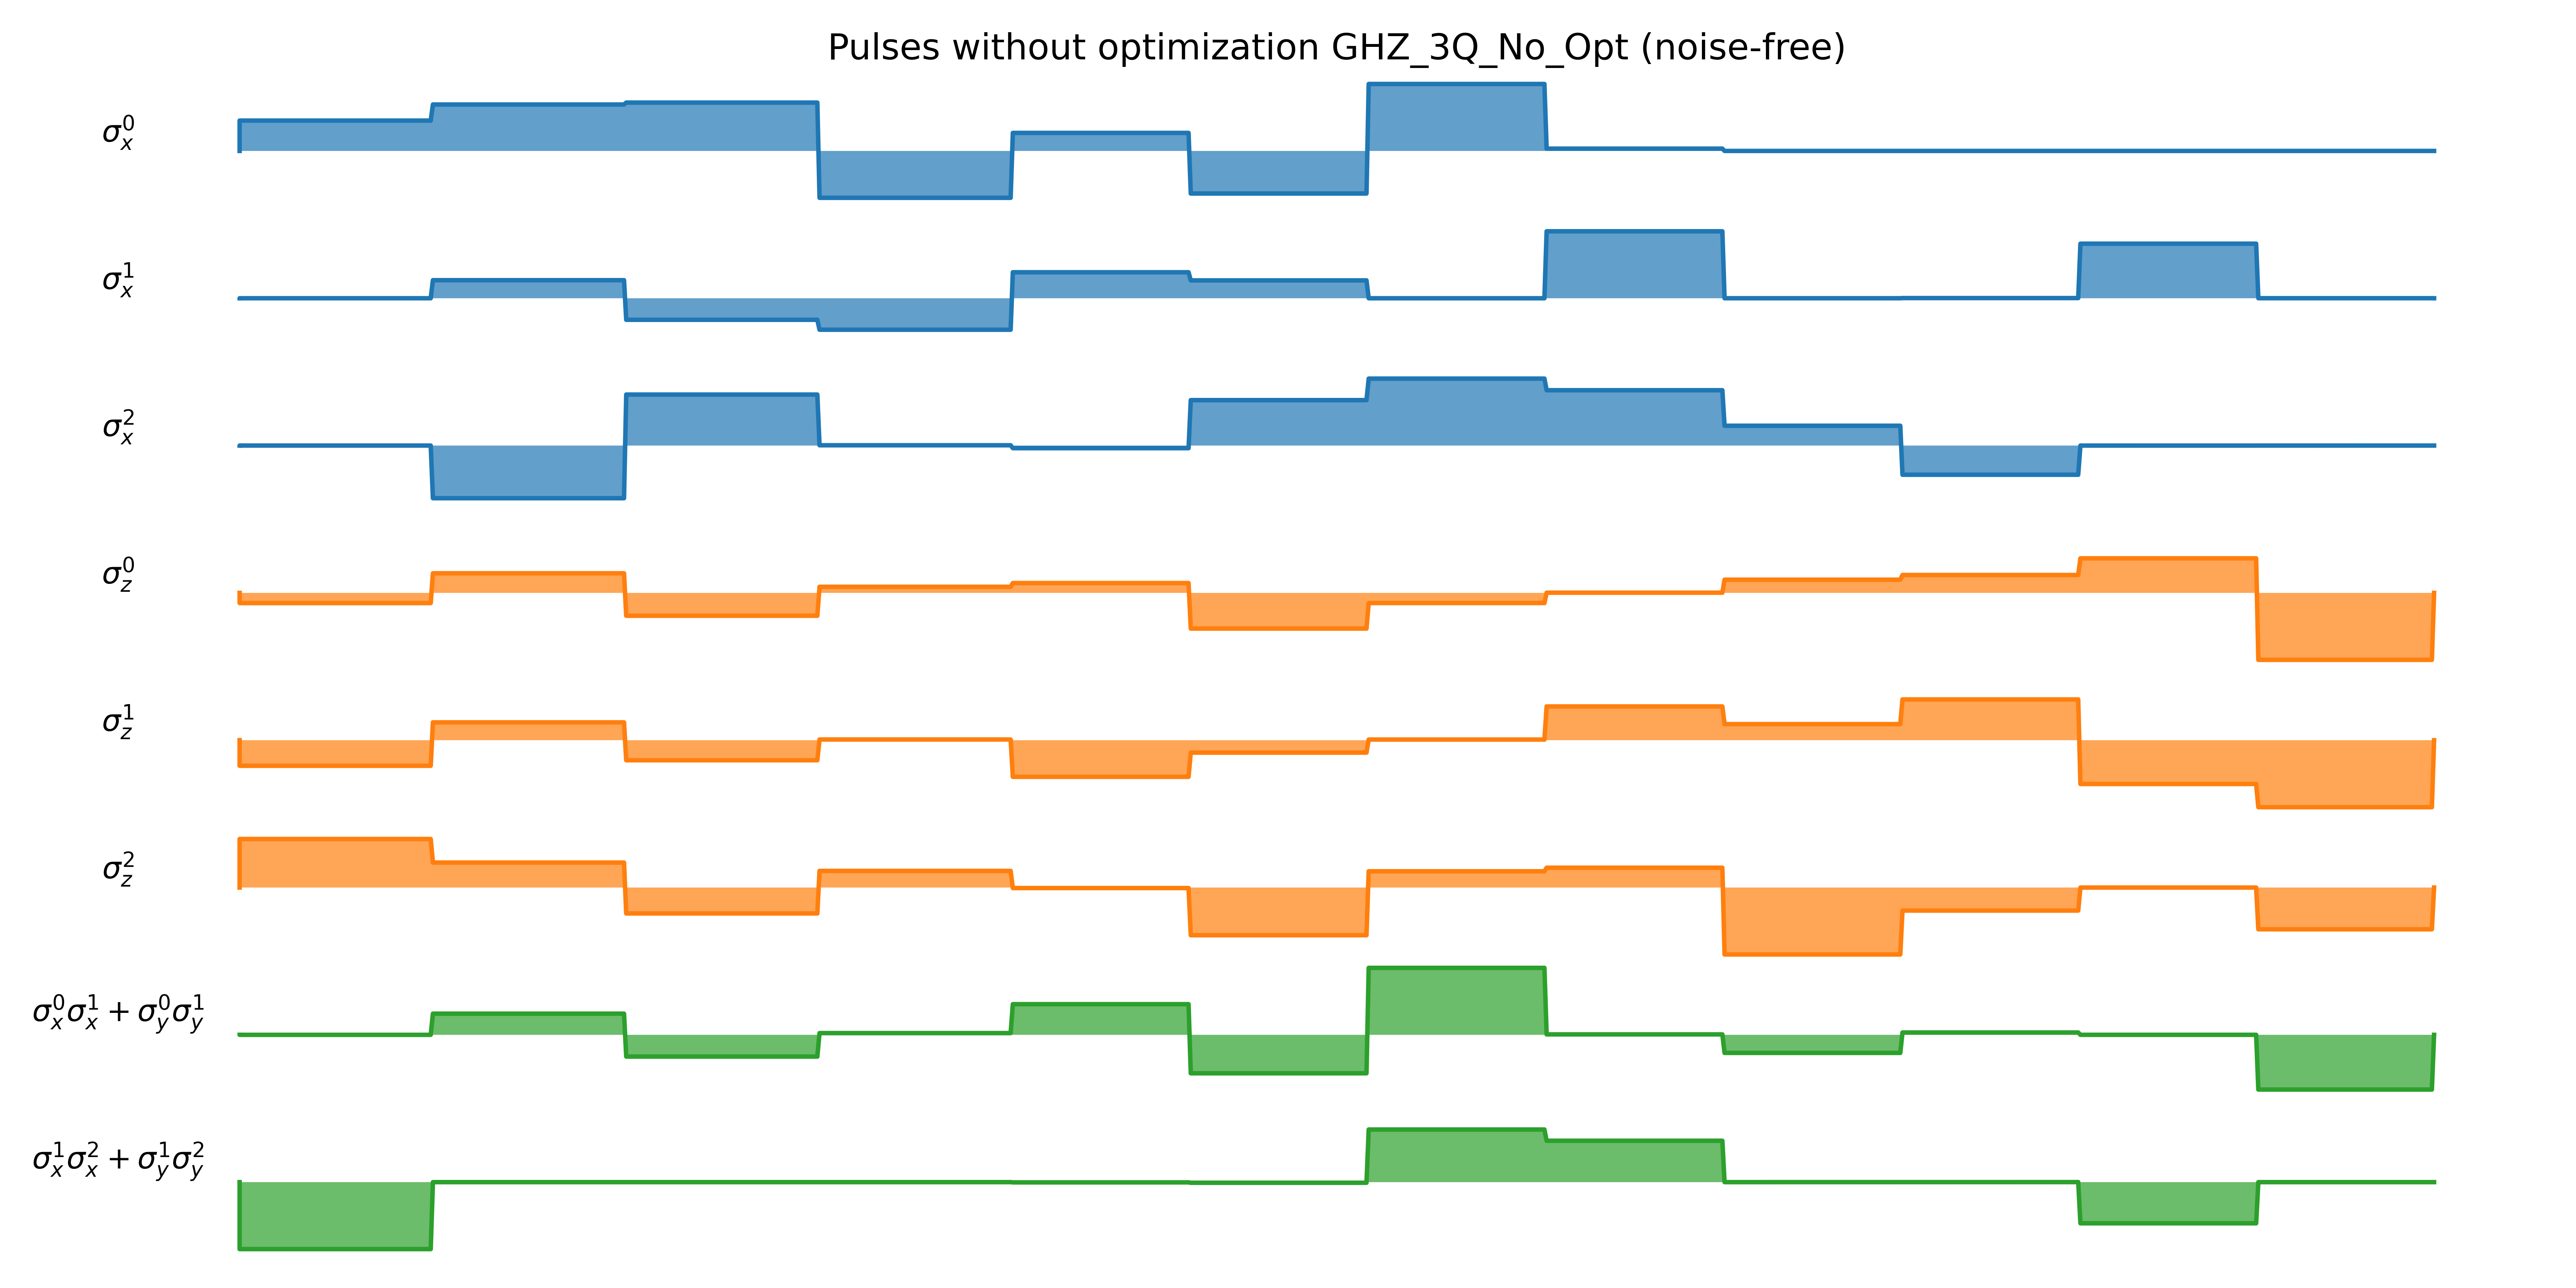 Pulses without optimization GHZ_3Q_No_Opt (noise-free)
σ_x^0
σ_x^1
σ_x^2
σ_z^0
σ_z^1
σ_z^2
σ_x^0σ_x^1 + σ_y^0σ_y^1
σ_x^1σ_x^2 + σ_y^1σ_y^2